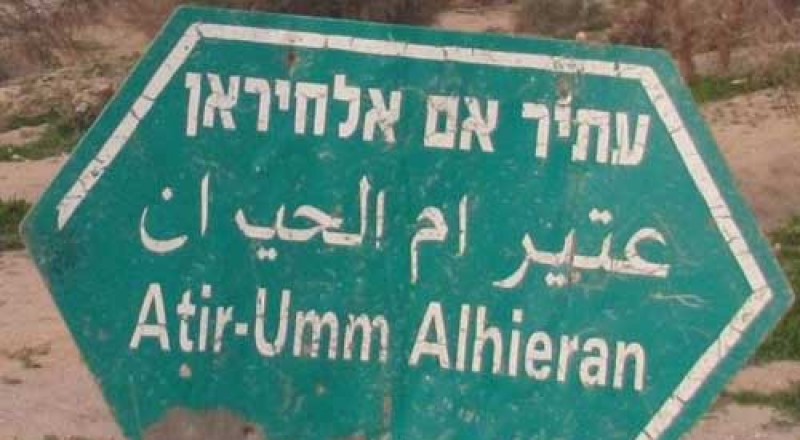 עתיר אם אלחיראן
عتير ام الحيران
Atir-Umm Alhieran